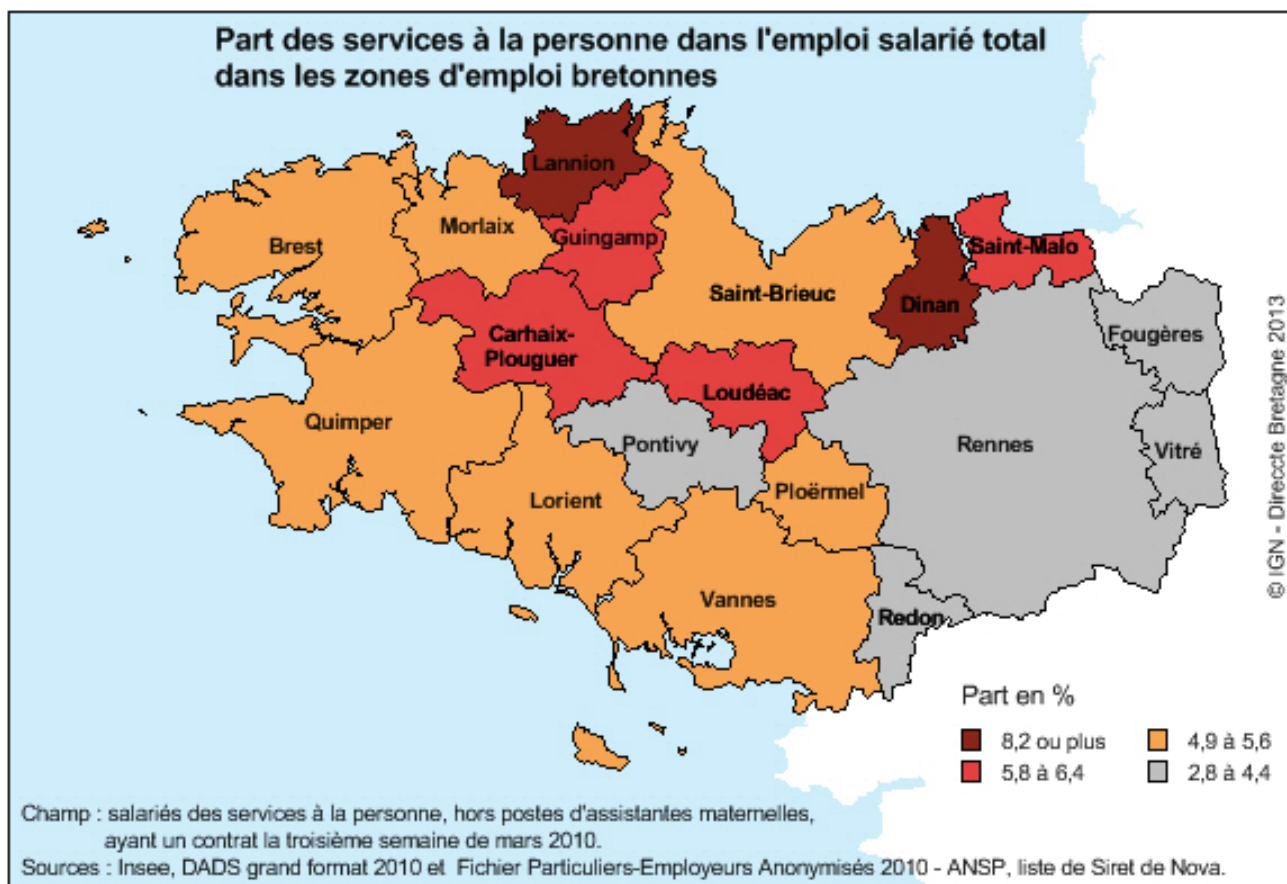 Part des services à la personne dans l'emploi salarié total
dans les zones d'emploi bretonnes
Lannion
Morlaix
Guingamp
Brest
Saint-Malo
Saint-Brieuc
Dinan
Fougères
Carhaix-
Plouguer
Loudéac
Quimper
Pontivy
Rennes
Vitré
Ploërmel
Lorient
Vannes
Redon
© IGN - Direccte Bretagne 2013
Part en %
8,2 ou plus
4,9 à 5,6
5,8 à 6,4
2,8 à 4,4
Champ : salariés des services à la personne, hors postes d'assistantes maternelles,
ayant un contrat la troisième semaine de mars 2010.
Sources : Insee, DADS grand format 2010 et Fichier Particuliers-Employeurs Anonymisés 2010 - ANSP, liste de Siret de Nova.